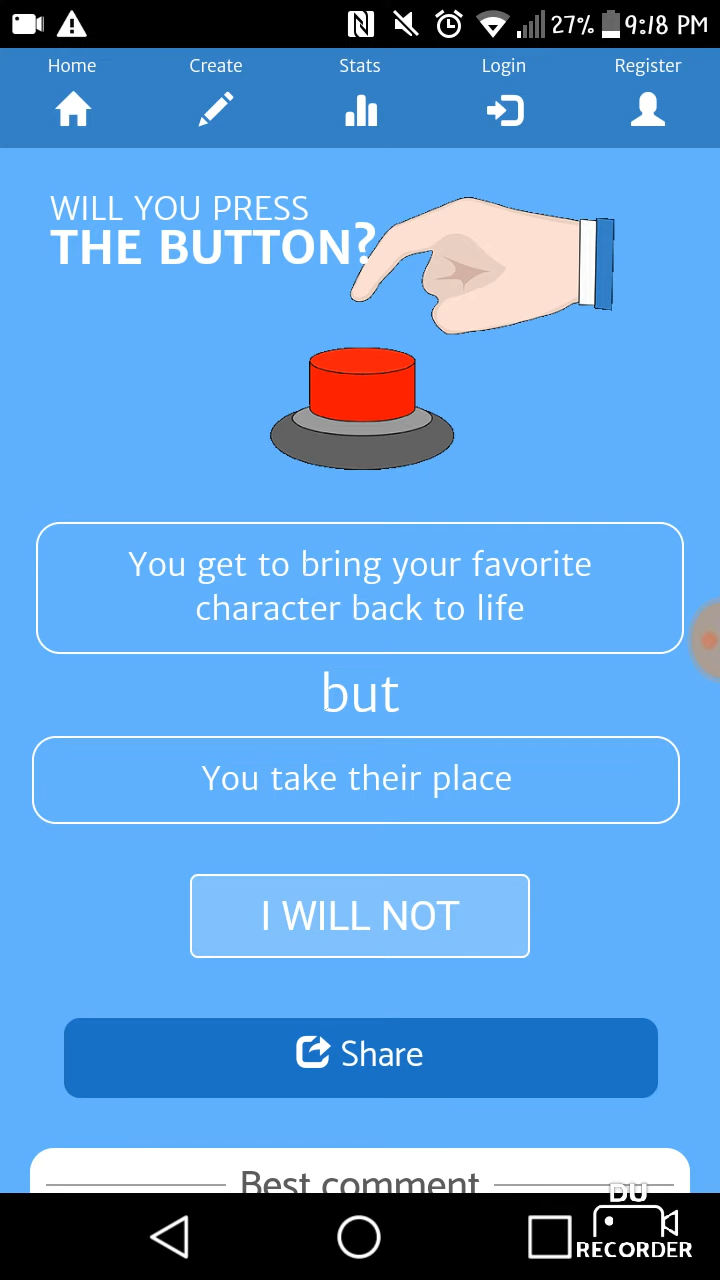 27% 9:18 PM
Home Create Stats Login Register
WILL YOU PRESS
THE BUTTON?
You get to bring your favorite
character back to life
but
You take their place
I WILL NOT
Share
Best comment
DU
RECORDER